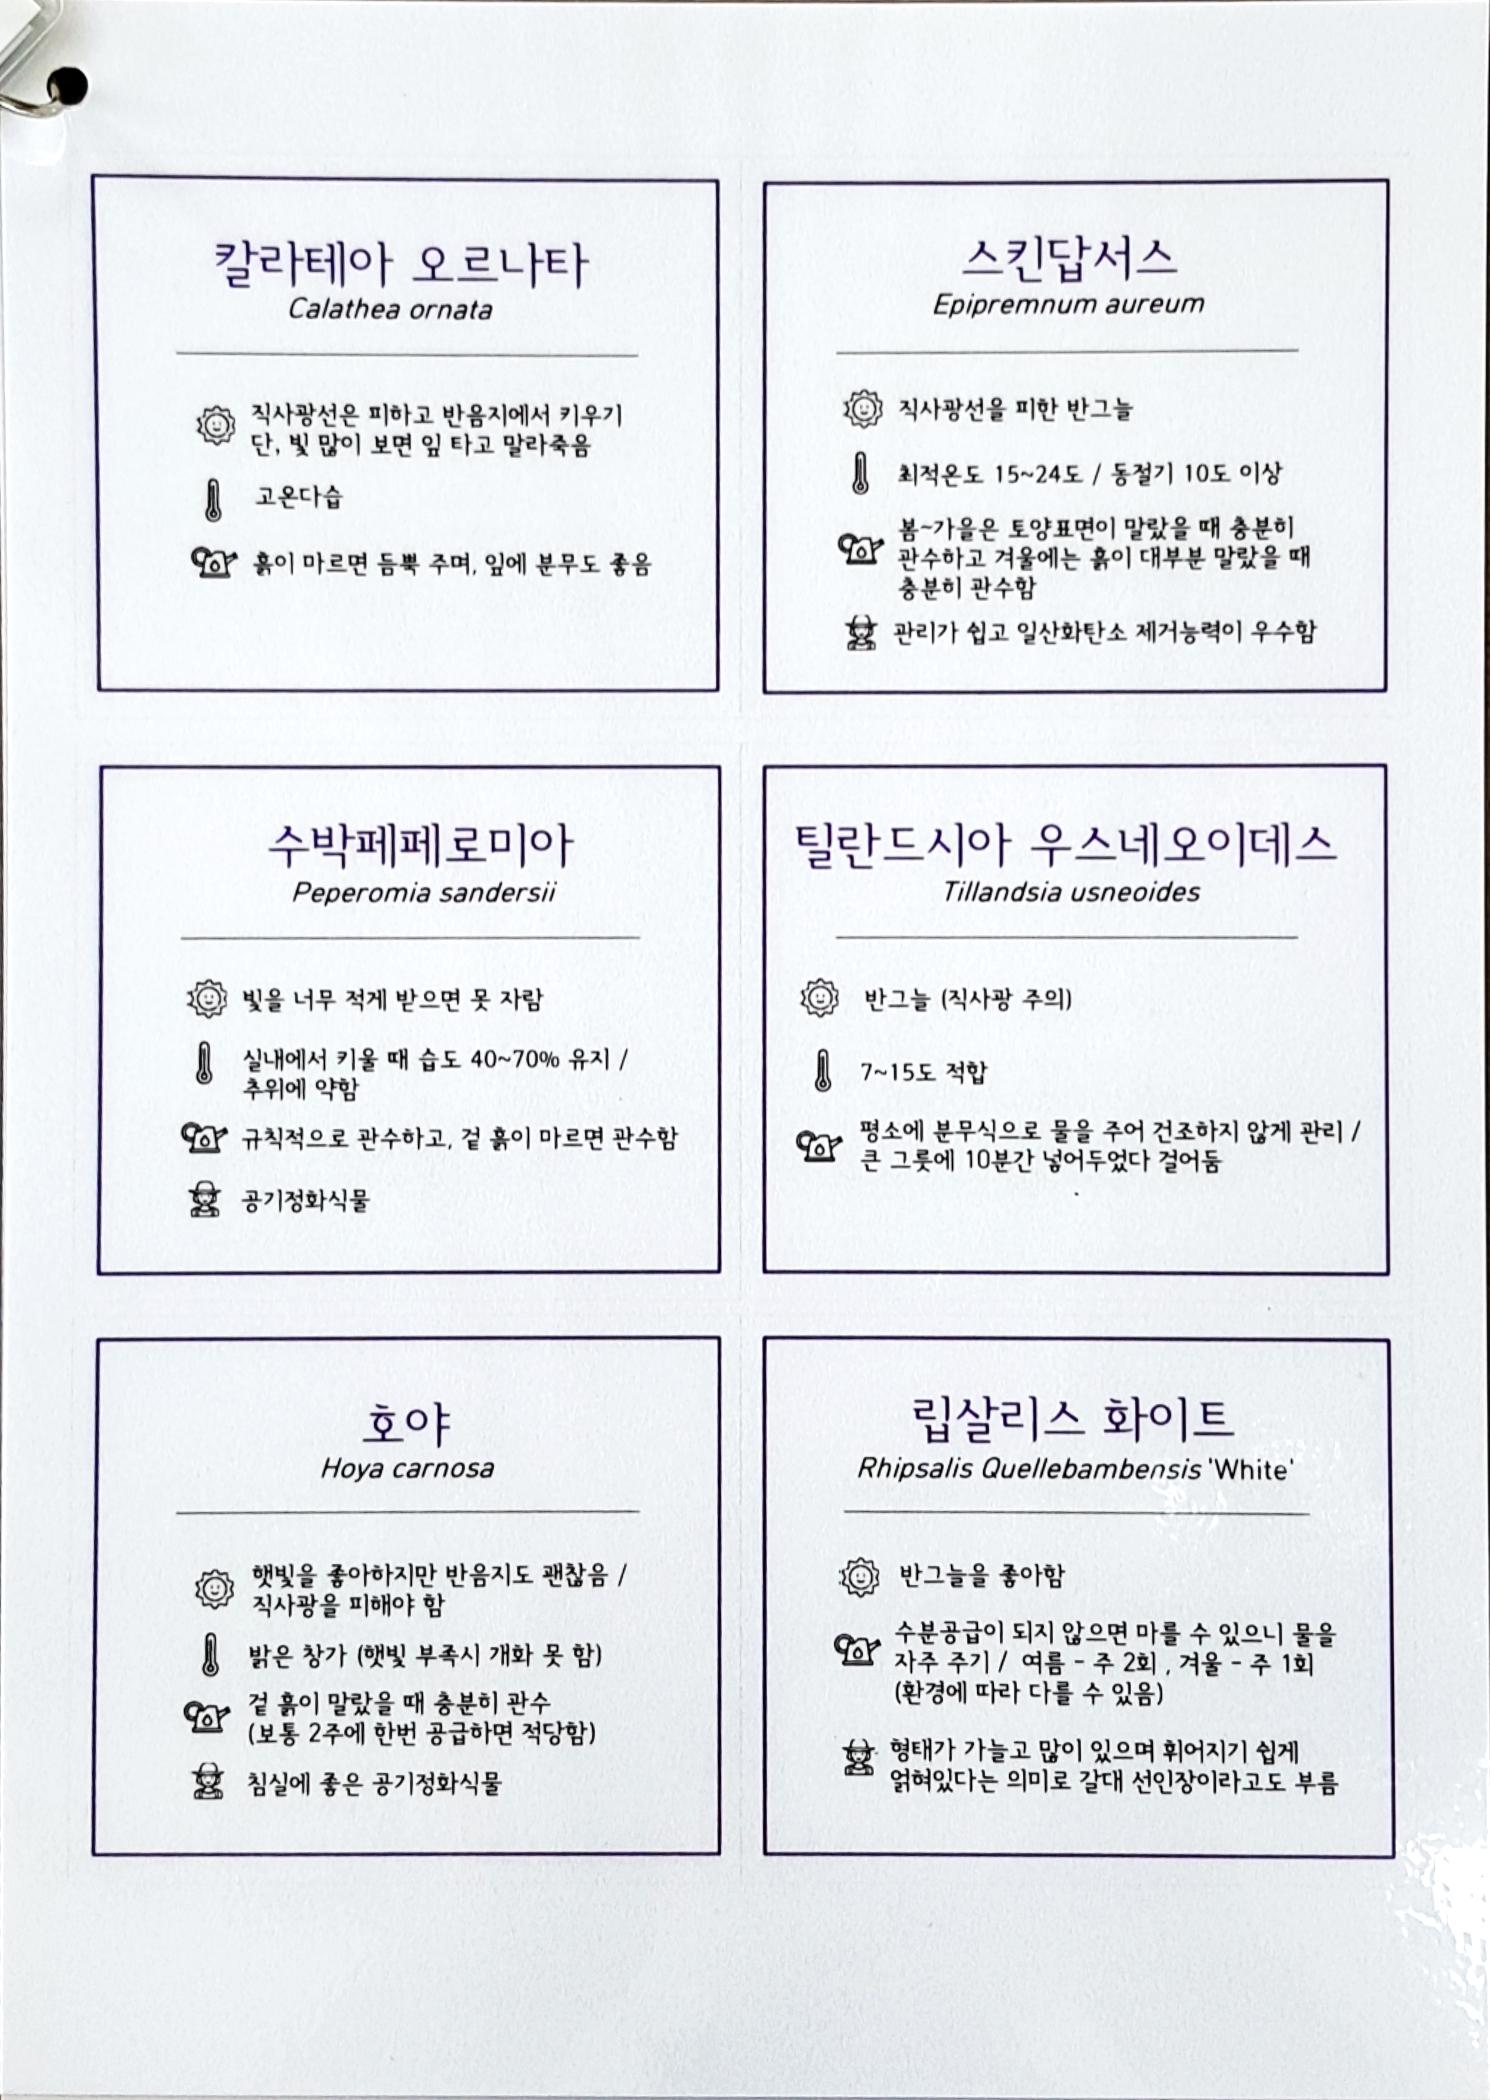 칼라테아 오르나타
Calathea ornata
직사광선은 피하고 반음지에서 키우기
단, 빛 많이 보면 잎 타고 말라죽음
고온다습
흙이 마르면 듬뿍 주며, 잎에 분무도 좋음
스킨답서스
Epipremnum aureum
직사광선을 피한 반그늘
최적온도 15~24도 / 동절기 10도 이상
봄~가을은 토양표면이 말랐을 때 충분히
관수하고 겨울에는 흙이 대부분 말랐을 때
충분히 관수함
관리가 쉽고 일산화탄소 제거능력이 우수함
수박페페로미아
Peperomia sandersii
빛을 너무 적게 받으면 못 자람
실내에서 키울 때 습도 40~70% 유지 /
추위에 약함
규칙적으로 관수하고, 겉 흙이 마르면 관수함
공기정화식물
틸란드시아 우스네오이데스
Tillandsia usneoides
반그늘 (직사광 주의)
7~15도 적합
평소에 분무식으로 물을 주어 건조하지 않게 관리 /
큰 그릇에 10분간 넣어두었다 걸어둠
호야
Hoya carnosa
햇빛을 좋아하지만 반음지도 괜찮음 /
직사광을 피해야 함
밝은 창가 (햇빛 부족시 개화 못 함)
겉 흙이 말랐을 때 충분히 관수
(보통 2주에 한번 공급하면 적당함)
침실에 좋은 공기정화식물
립살리스 화이트
Rhipsalis Quellebambensis 'White'
반그늘을 좋아함
수분공급이 되지 않으면 마를 수 있으니 물을
자주 주기 / 여름 - 주 2회 , 겨울 - 주 1회
(환경에 따라 다를 수 있음)
형태가 가늘고 많이 있으며 휘어지기 쉽게
얽혀있다는 의미로 갈대 선인장이라고도 부름